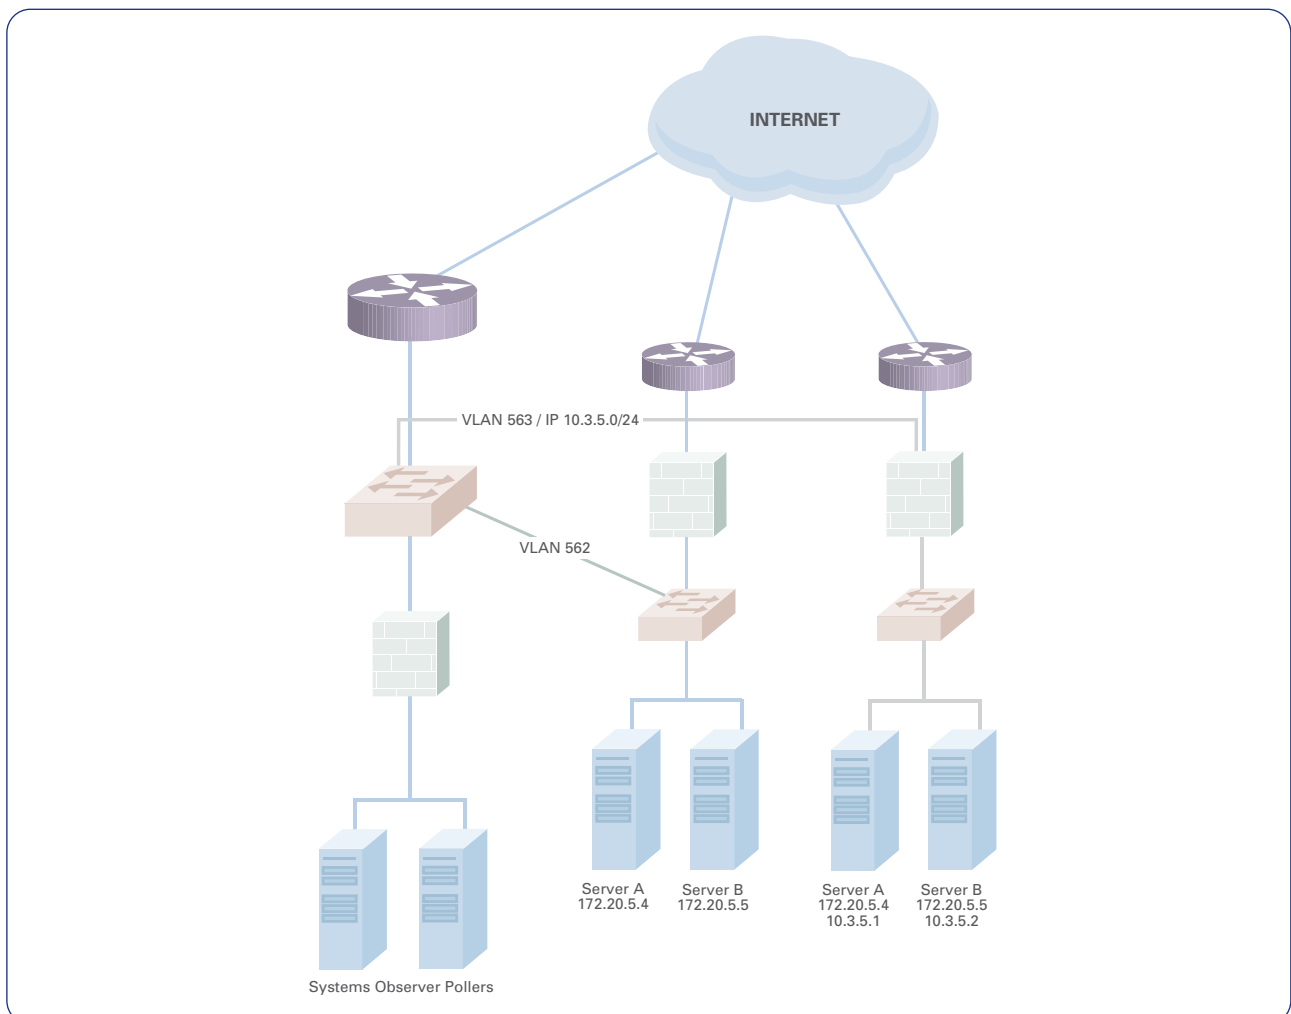 INTERNET
VLAN 563 / IP 10.3.5.0/24
VLAN 562
Server A
172.20.5.4
Server B
172.20.5.5
Server A
172.20.5.4
10.3.5.1
Server B
172.20.5.5
10.3.5.2
Systems Observer Pollers